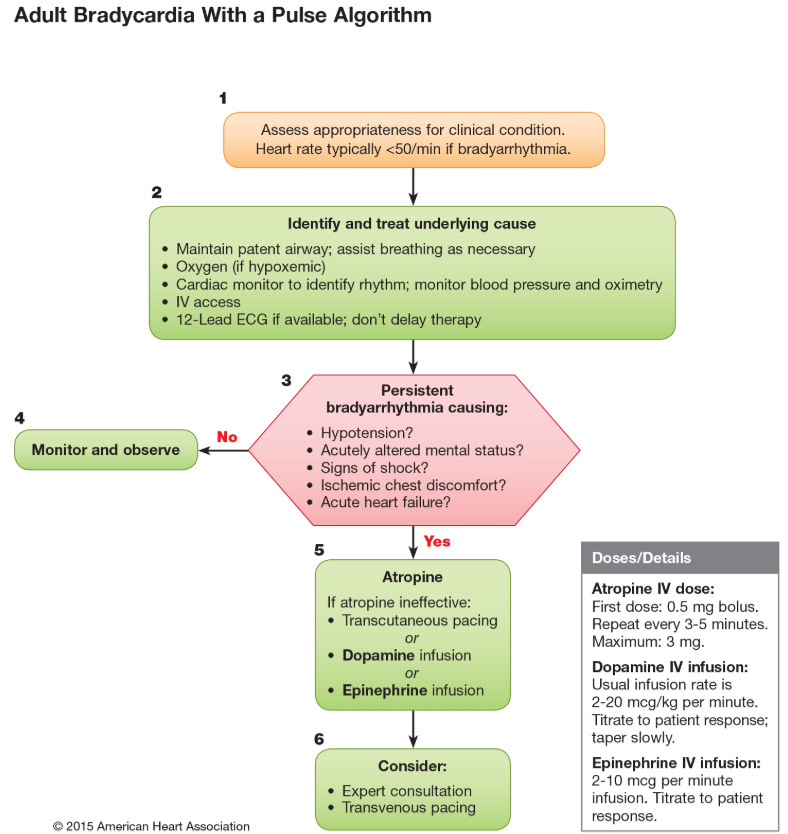 Adult Bradycardia With a Pulse Algorithm
1
Assess appropriateness for clinical condition.
Heart rate typically <50/min if bradyarrhythmia.
2
Identify and treat underlying cause
• Maintain patent airway; assist breathing as necessary
• Oxygen (if hypoxemic)
• Cardiac monitor to identify rhythm; monitor blood pressure and oximetry
• IV access
• 12-Lead ECG if available; don't delay therapy
3
Persistent
bradyarrhythmia causing:
• Hypotension?
• Acutely altered mental status?
• Signs of shock?
• Ischemic chest discomfort?
• Acute heart failure?
No
4
Monitor and observe
Yes
5
Atropine
If atropine ineffective:
• Transcutaneous pacing
or
• Dopamine infusion
or
• Epinephrine infusion
6
Consider:
• Expert consultation
• Transvenous pacing
Doses/Details
Atropine IV dose:
First dose: 0.5 mg bolus.
Repeat every 3-5 minutes.
Maximum: 3 mg.
Dopamine IV infusion:
Usual infusion rate is
2-20 mcg/kg per minute.
Titrate to patient response;
taper slowly.
Epinephrine IV infusion:
2-10 mcg per minute
infusion. Titrate to patient
response.
© 2015 American Heart Association